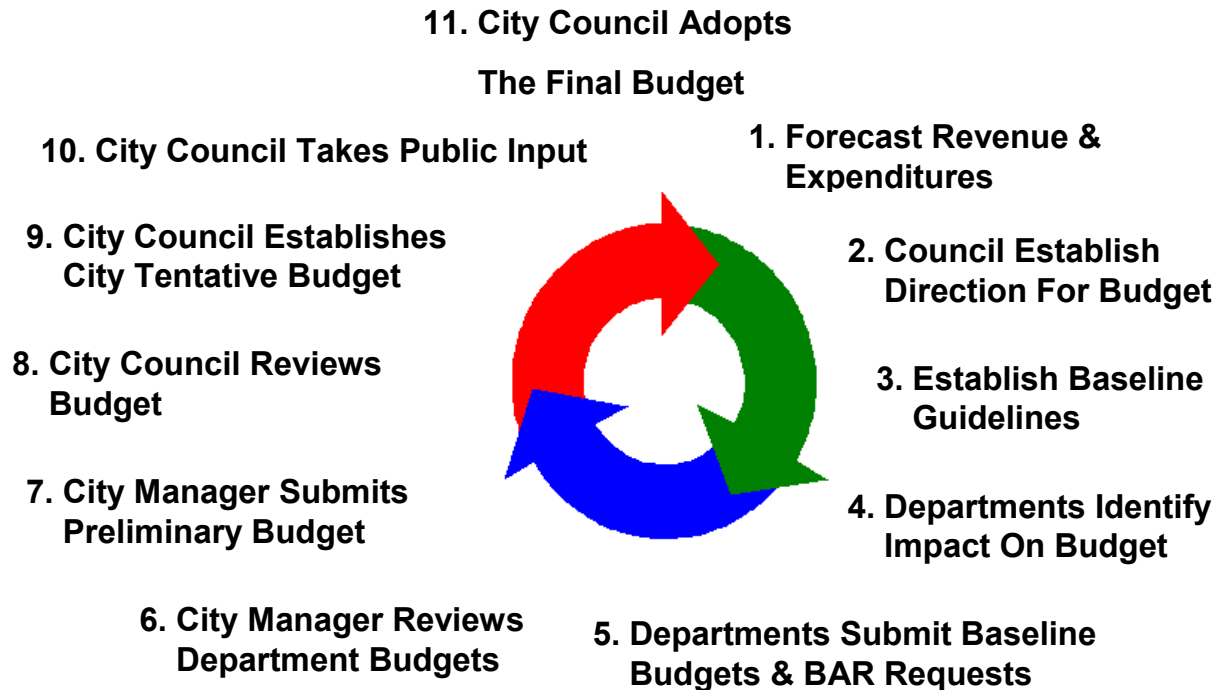 11. City Council Adopts
The Final Budget
1. Forecast Revenue &
Expenditures
2. Council Establish
Direction For Budget
3. Establish Baseline
Guidelines
4. Departments Identify
Impact On Budget
5. Departments Submit Baseline
Budgets & BAR Requests
6. City Manager Reviews
Department Budgets
7. City Manager Submits
Preliminary Budget
8. City Council Reviews
Budget
9. City Council Establishes
City Tentative Budget
10. City Council Takes Public Input